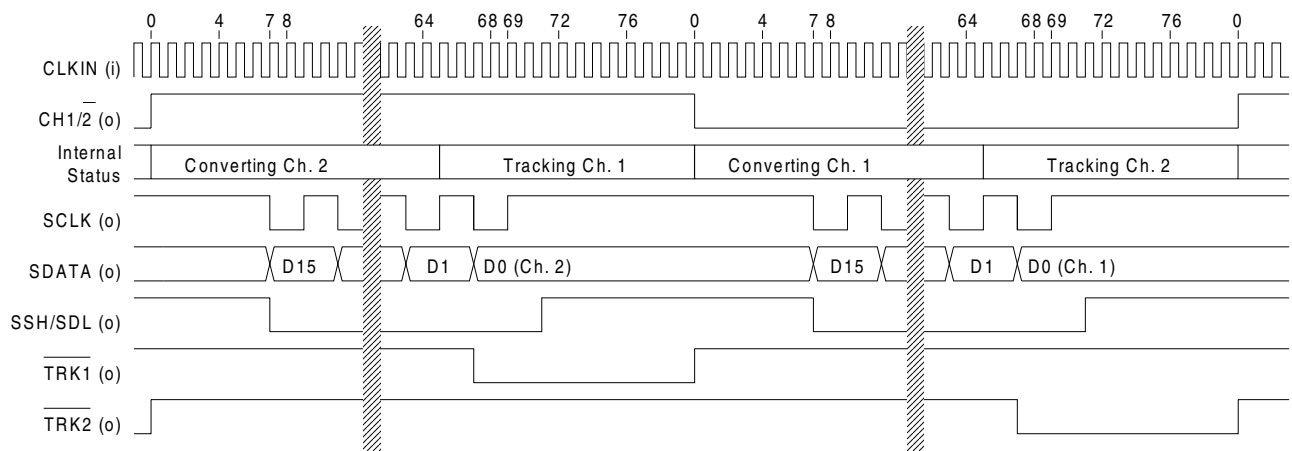 0 4 7 8 64 68 69 72 76 0 4 7 8 64 68 69 72 76 0
CLKIN (i)
CH1/2̅ (o)
Internal Status
Converting Ch. 2 Tracking Ch. 1 Converting Ch. 1 Tracking Ch. 2
SCLK (o)
SDATA (o) D15 D1 D0 (Ch. 2) D15 D1 D0 (Ch. 1)
SSH/SDL (o)
T̅R̅K̅1̅ (o)
T̅R̅K̅2̅ (o)